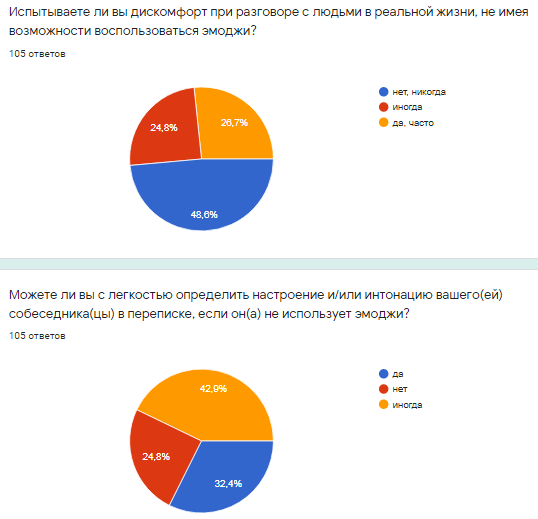 Испытываете ли вы дискомфорт при разговоре с людьми в реальной жизни, не имея
возможности воспользоваться эмоджи?
105 ответов
нет, никогда
иногда
да, часто
24,8%
26,7%
48,6%
Можете ли вы с легкостью определить настроение и/или интонацию вашего(ей)
собеседника(цы) в переписке, если он(а) не использует эмоджи?
105 ответов
да
нет
иногда
42,9%
24,8%
32,4%